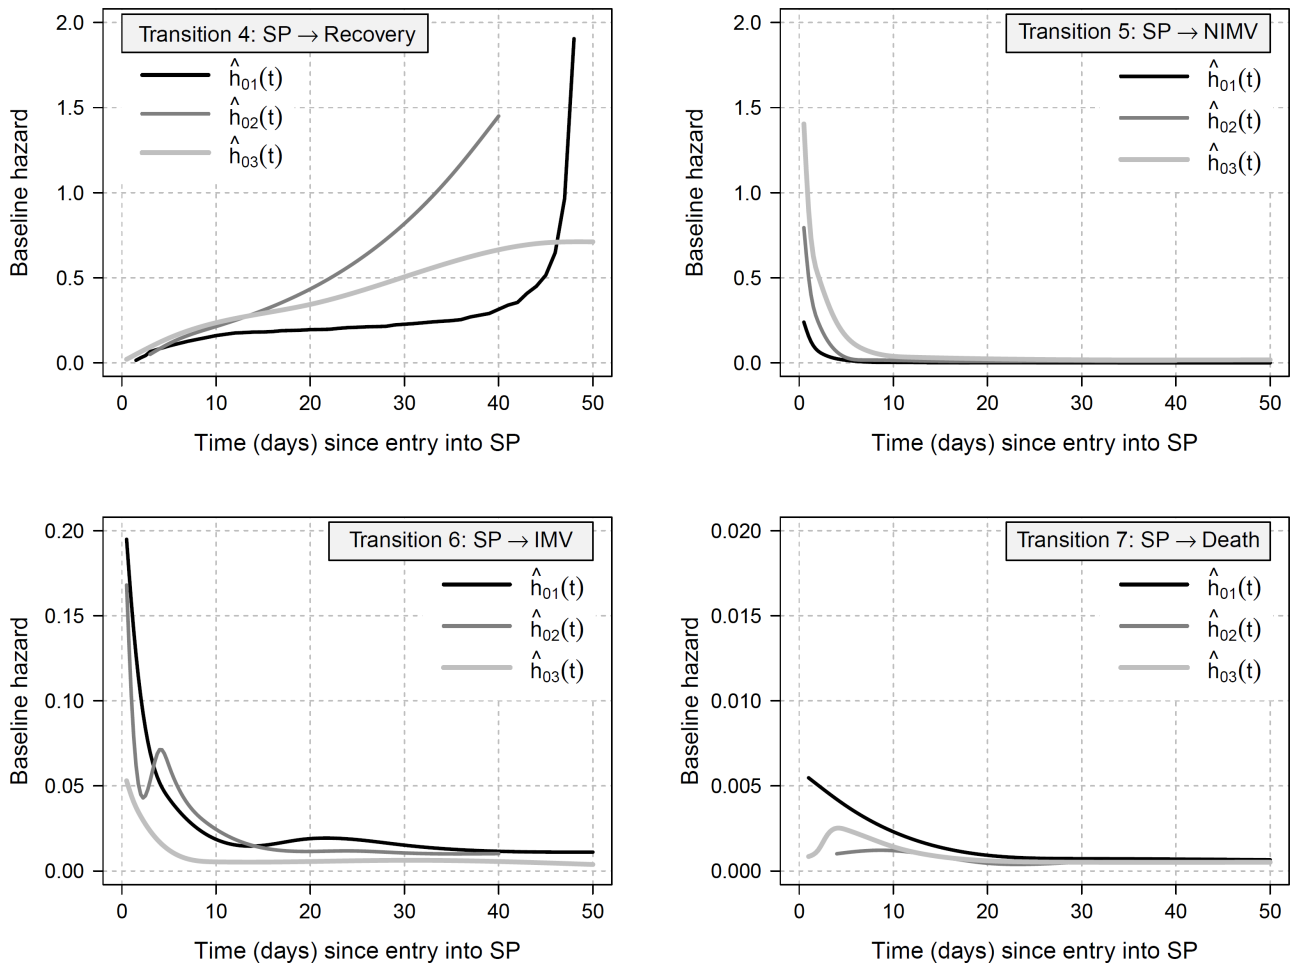 Transition 4: SP → Recovery
ĥ₀₁(t)
ĥ₀₂(t)
ĥ₀₃(t)
Baseline hazard
2.0
1.5
1.0
0.5
0.0
0 10 20 30 40 50
Time (days) since entry into SP
Transition 5: SP → NIMV
ĥ₀₁(t)
ĥ₀₂(t)
ĥ₀₃(t)
Baseline hazard
2.0
1.5
1.0
0.5
0.0
0 10 20 30 40 50
Time (days) since entry into SP
Transition 6: SP → IMV
ĥ₀₁(t)
ĥ₀₂(t)
ĥ₀₃(t)
Baseline hazard
0.20
0.15
0.10
0.05
0.00
0 10 20 30 40 50
Time (days) since entry into SP
Transition 7: SP → Death
ĥ₀₁(t)
ĥ₀₂(t)
ĥ₀₃(t)
Baseline hazard
0.020
0.015
0.010
0.005
0.000
0 10 20 30 40 50
Time (days) since entry into SP